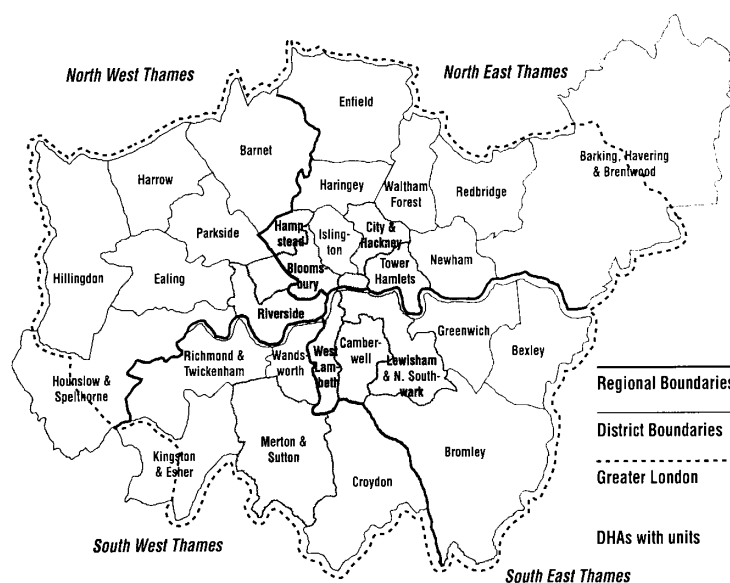 North West Thames
North East Thames
Enfield
Barnet
Barking, Havering
& Brentwood
Harrow
Haringey
Waltham
Forest
Redbridge
Parkside
Hamp-
stead
Isling-
ton
City &
Hackney
Hillingdon
Ealing
Blooms-
bury
Tower
Hamlets
Newham
Riverside
Greenwich
Bexley
Richmond &
Twickenham
Wands-
worth
West
Lam-
beth
Camber-
well
Lewisham
& N. South-
wark
Hounslow &
Spelthorne
Regional Boundaries
District Boundaries
Kingston
& Esher
Merton &
Sutton
Croydon
Bromley
Greater London
DHAs with units
South West Thames
South East Thames